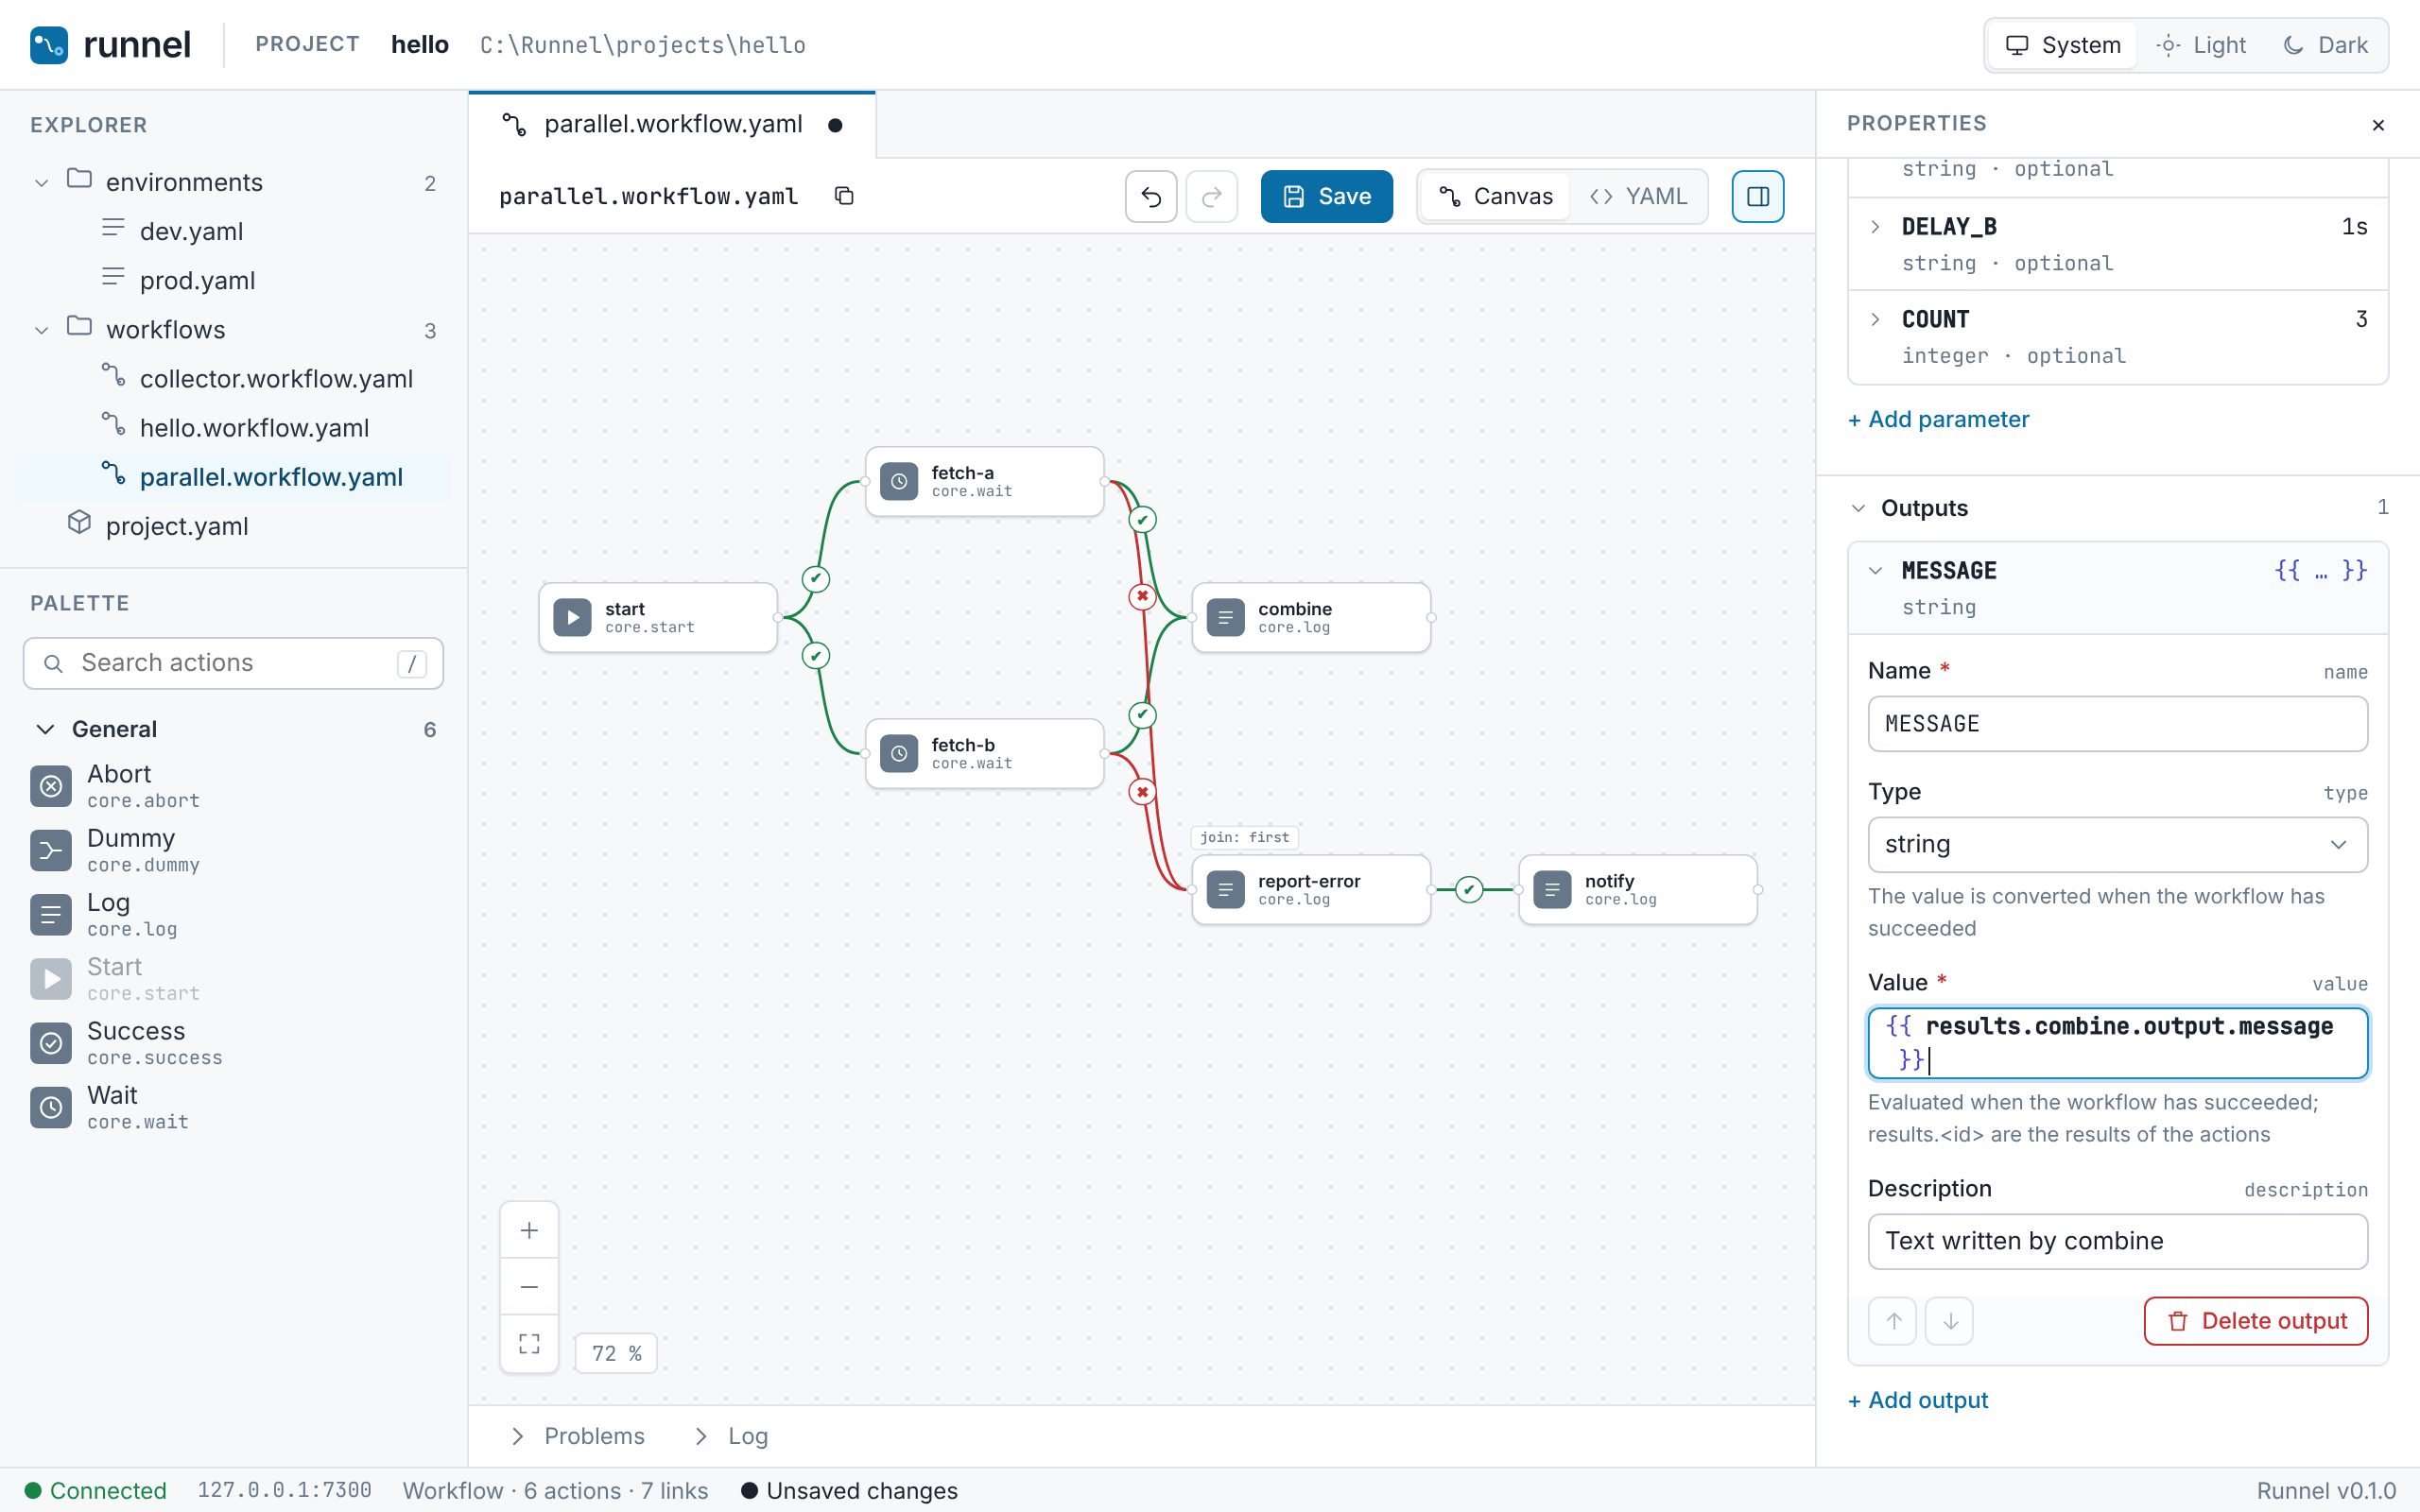 runnel
PROJECT hello C:\Runnel\projects\hello
System Light Dark
EXPLORER
environments 2
dev.yaml
prod.yaml
workflows 3
collector.workflow.yaml
hello.workflow.yaml
parallel.workflow.yaml
project.yaml
PALETTE
Search actions /
General 6
Abort
core.abort
Dummy
core.dummy
Log
core.log
Start
core.start
Success
core.success
Wait
core.wait
parallel.workflow.yaml
parallel.workflow.yaml
Save Canvas YAML
fetch-a
core.wait
start
core.start
combine
core.log
fetch-b
core.wait
join: first
report-error
core.log
notify
core.log
72 %
Problems Log
PROPERTIES
string · optional
DELAY_B 1s
string · optional
COUNT 3
integer · optional
+ Add parameter
Outputs 1
MESSAGE {{ … }}
string
Name * name
MESSAGE
Type type
string
The value is converted when the workflow has
succeeded
Value * value
{{ results.combine.output.message
}}
Evaluated when the workflow has succeeded;
results.<id> are the results of the actions
Description description
Text written by combine
Delete output
+ Add output
Connected 127.0.0.1:7300 Workflow · 6 actions · 7 links Unsaved changes
Runnel v0.1.0